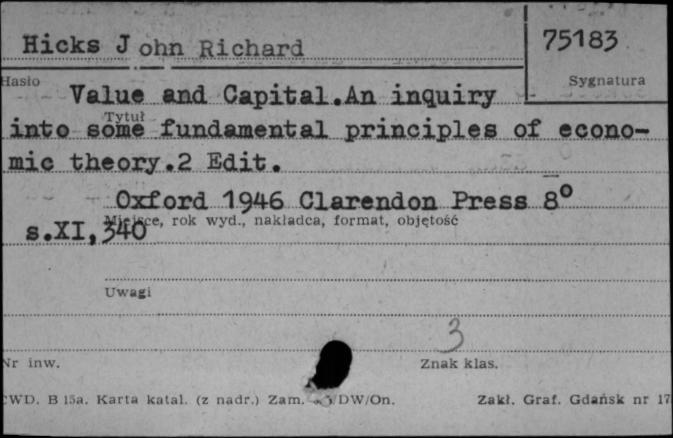 Hicks John Richard
75183
Hasło
Sygnatura
Value and Capital.An inquiry
Tytuł
into some fundamental principles of econo-
mic theory.2 Edit.
Oxford 1946 Clarendon Press 8°
Miejsce, rok wyd., nakładca, format, objętość
s.XI,340
Uwagi
3
Nr inw.
Znak klas.
CWD. B 15a. Karta katal. (z nadr.) Zam. /DW/On.
Zakł. Graf. Gdańsk nr 17